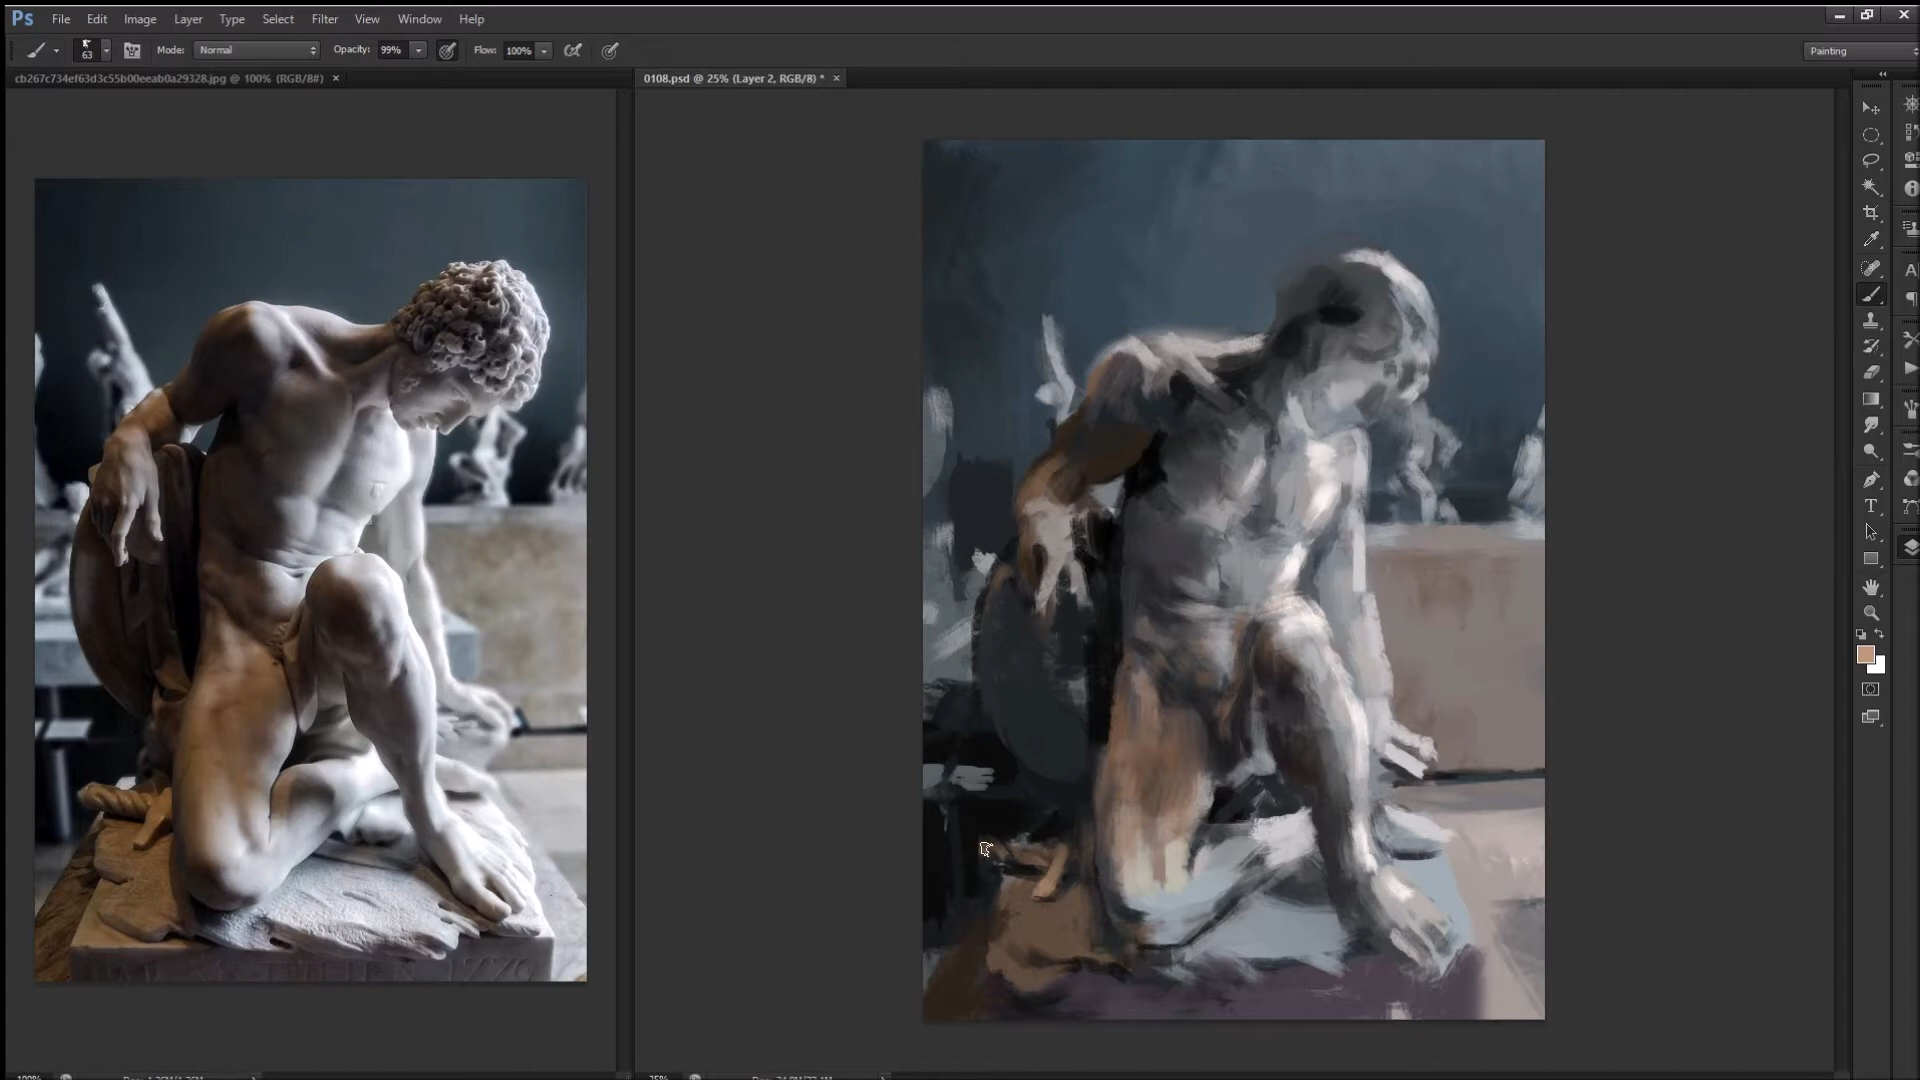 Ps File Edit Image Layer Type Select Filter View Window Help
63 Mode: Normal Opacity: 99% Flow: 100% Painting
cb267c734ef63d3c55b00eeab0a29328.jpg @ 100% (RGB/8#) × 0108.psd @ 25% (Layer 2, RGB/8) * ×